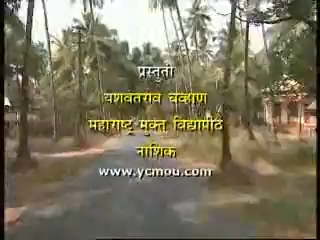 प्रस्तुती
यशवंतराव चव्हाण
महाराष्ट्र मुक्त विद्यापीठ
नाशिक
www.ycmou.com